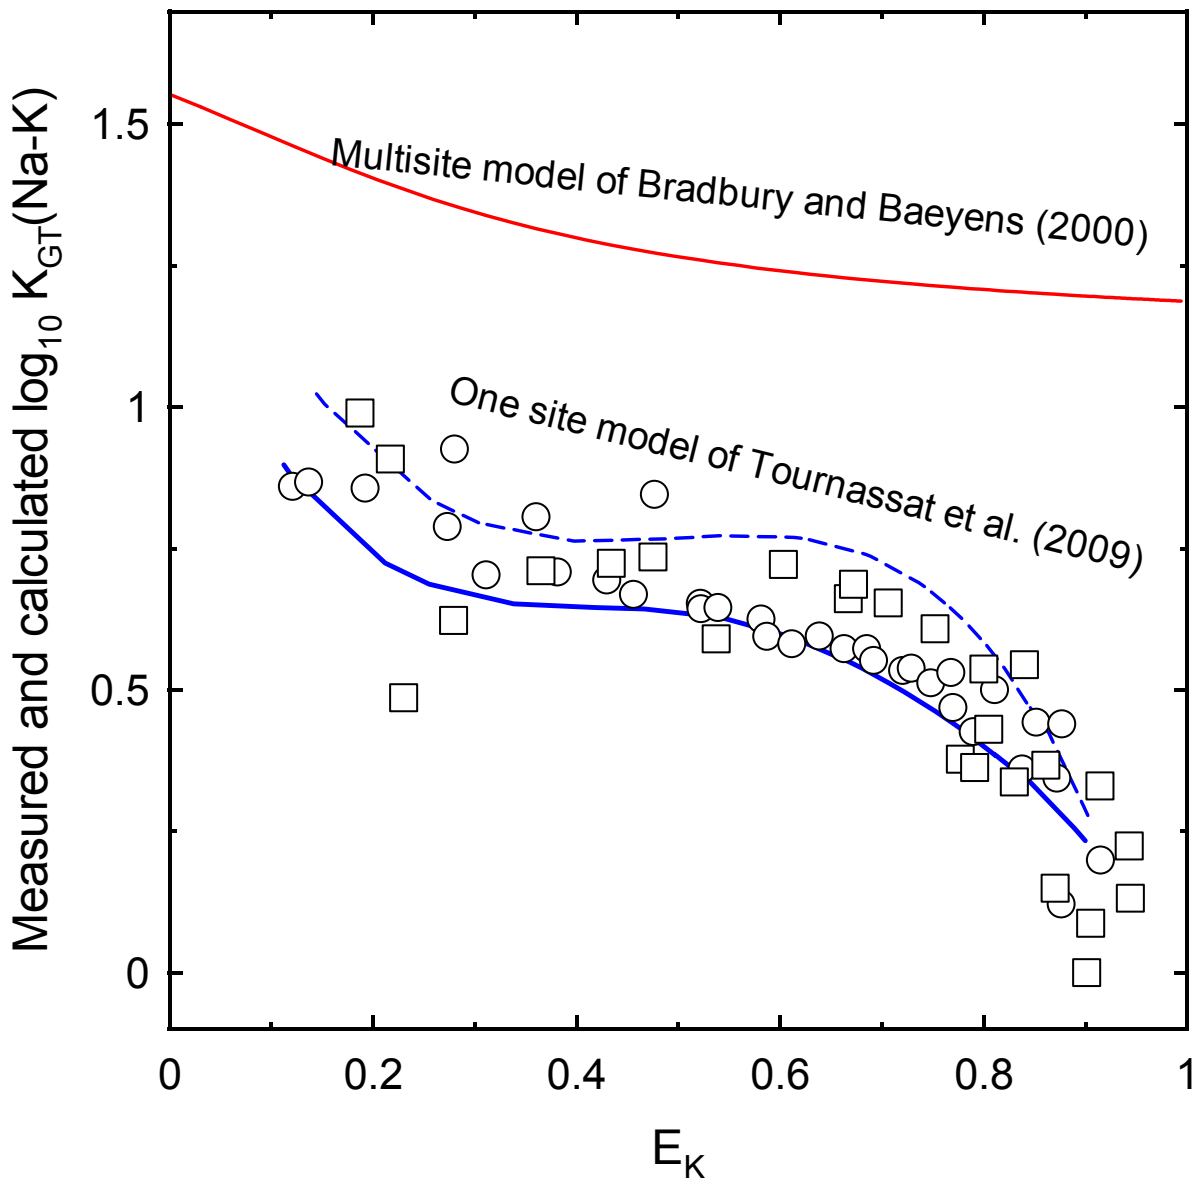 Measured and calculated log10 KGT(Na-K)
1.5
1
0.5
0
Multisite model of Bradbury and Baeyens (2000)
One site model of Tournassat et al. (2009)
0 0.2 0.4 0.6 0.8 1
EK